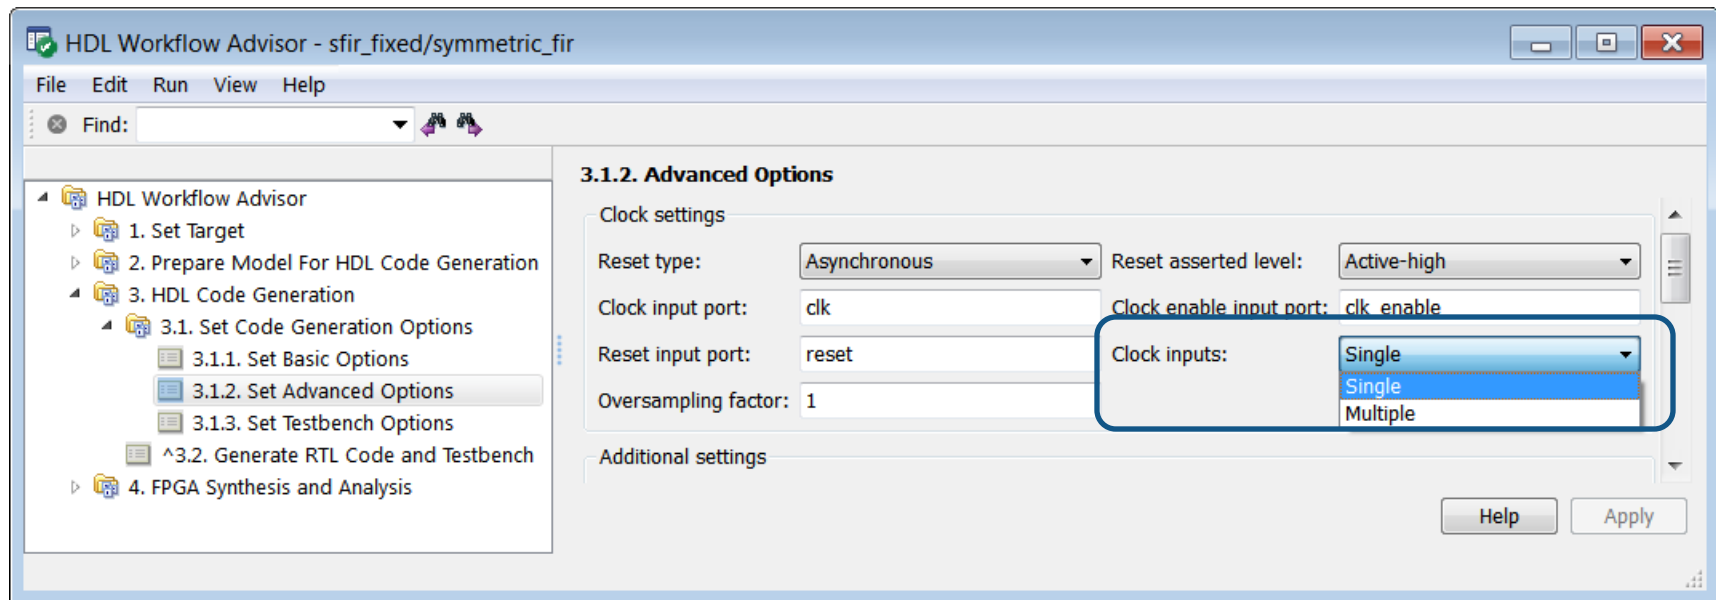 HDL Workflow Advisor - sfir_fixed/symmetric_fir
File Edit Run View Help
Find:
HDL Workflow Advisor
1. Set Target
2. Prepare Model For HDL Code Generation
3. HDL Code Generation
3.1. Set Code Generation Options
3.1.1. Set Basic Options
3.1.2. Set Advanced Options
3.1.3. Set Testbench Options
^3.2. Generate RTL Code and Testbench
4. FPGA Synthesis and Analysis
3.1.2. Advanced Options
Clock settings
Reset type: Asynchronous Reset asserted level: Active-high
Clock input port: clk Clock enable input port: clk_enable
Reset input port: reset Clock inputs: Single
Single
Oversampling factor: 1
Multiple
Additional settings
Help Apply